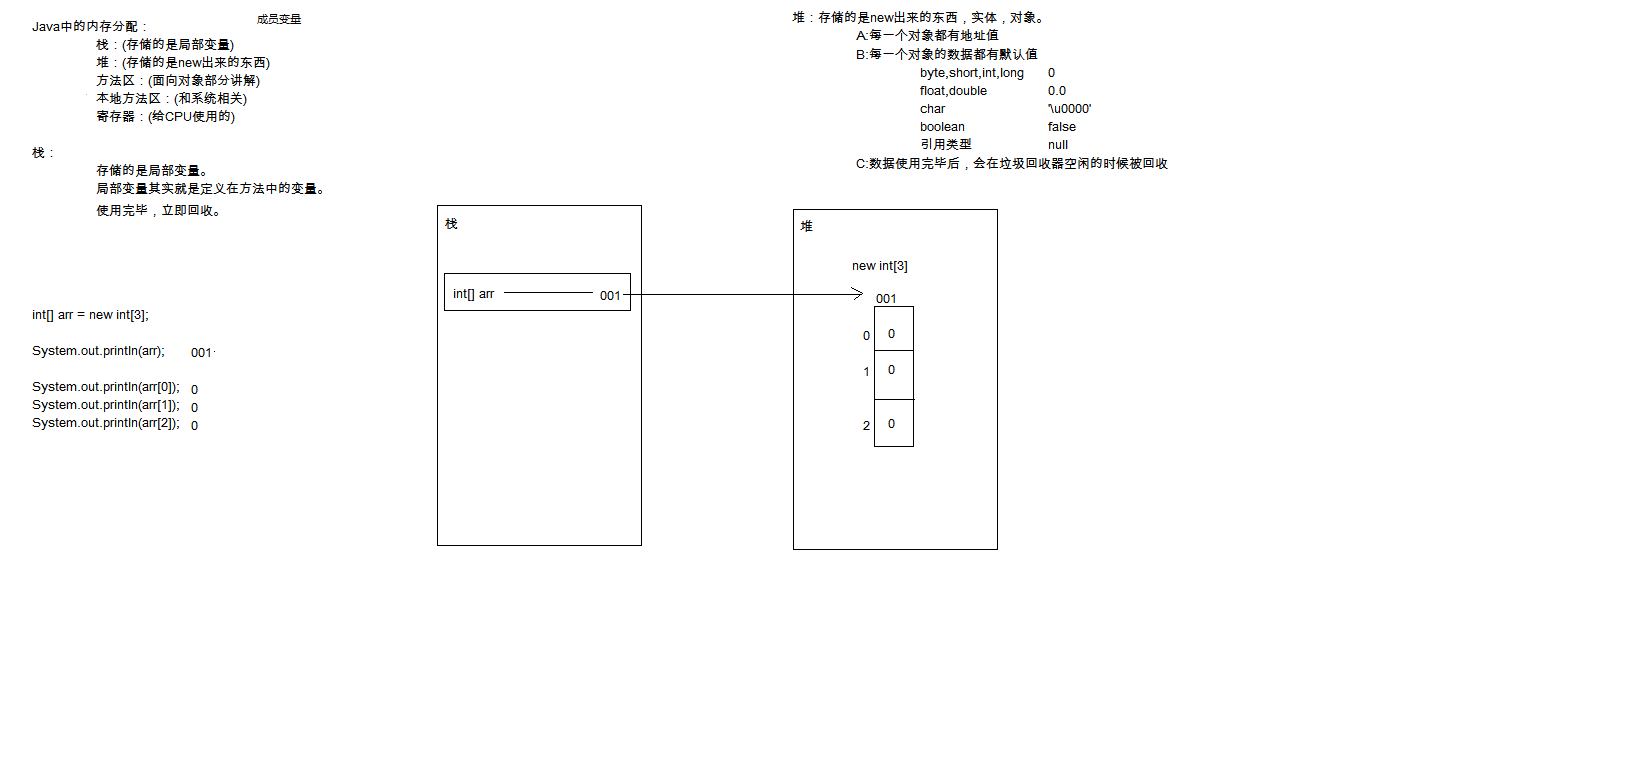 成员变量
Java中的内存分配：
栈：(存储的是局部变量)
堆：(存储的是new出来的东西)
方法区：(面向对象部分讲解)
本地方法区：(和系统相关)
寄存器：(给CPU使用的)
栈：
存储的是局部变量。
局部变量其实就是定义在方法中的变量。
使用完毕，立即回收。
int[] arr = new int[3];
System.out.println(arr); 001
System.out.println(arr[0]); 0
System.out.println(arr[1]); 0
System.out.println(arr[2]); 0
堆：存储的是new出来的东西，实体，对象。
A:每一个对象都有地址值
B:每一个对象的数据都有默认值
byte,short,int,long 0
float,double 0.0
char '\u0000'
boolean false
引用类型 null
C:数据使用完毕后，会在垃圾回收器空闲的时候被回收
栈
int[] arr 001
堆
new int[3]
001
0 0
1 0
2 0